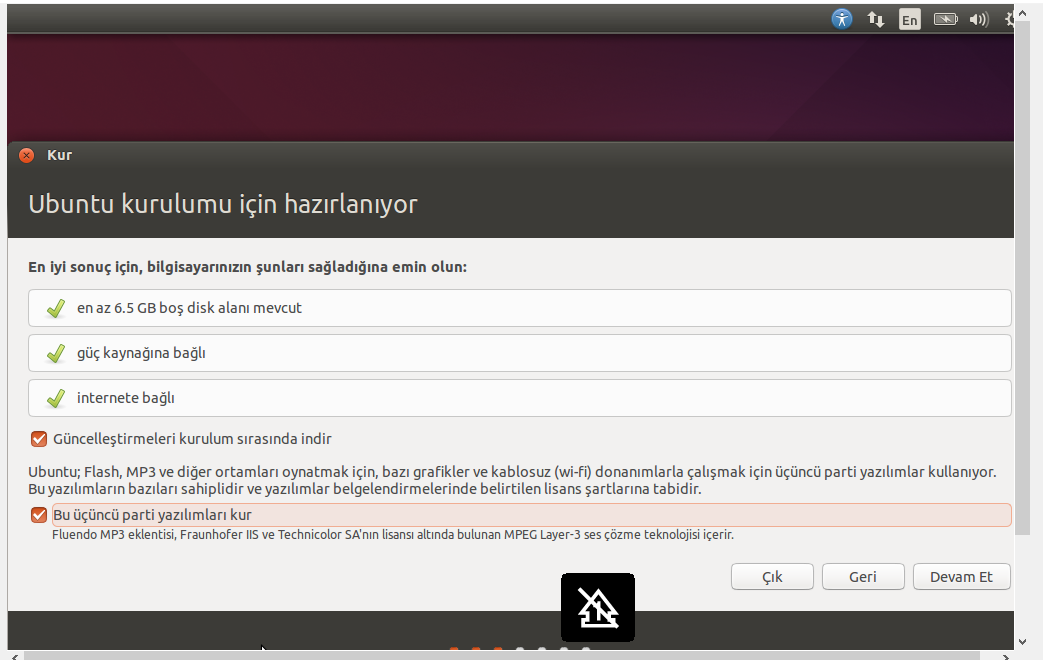 En
Kur
Ubuntu kurulumu için hazırlanıyor
En iyi sonuç için, bilgisayarınızın şunları sağladığına emin olun:
en az 6.5 GB boş disk alanı mevcut
güç kaynağına bağlı
internete bağlı
Güncelleştirmeleri kurulum sırasında indir
Ubuntu; Flash, MP3 ve diğer ortamları oynatmak için, bazı grafikler ve kablosuz (wi-fi) donanımlarla çalışmak için üçüncü parti yazılımlar kullanıyor.
Bu yazılımların bazıları sahiplidir ve yazılımlar belgelendirmelerinde belirtilen lisans şartlarına tabidir.
Bu üçüncü parti yazılımları kur
Fluendo MP3 eklentisi, Fraunhofer IIS ve Technicolor SA'nın lisansı altında bulunan MPEG Layer-3 ses çözme teknolojisi içerir.
Çık
Geri
Devam Et